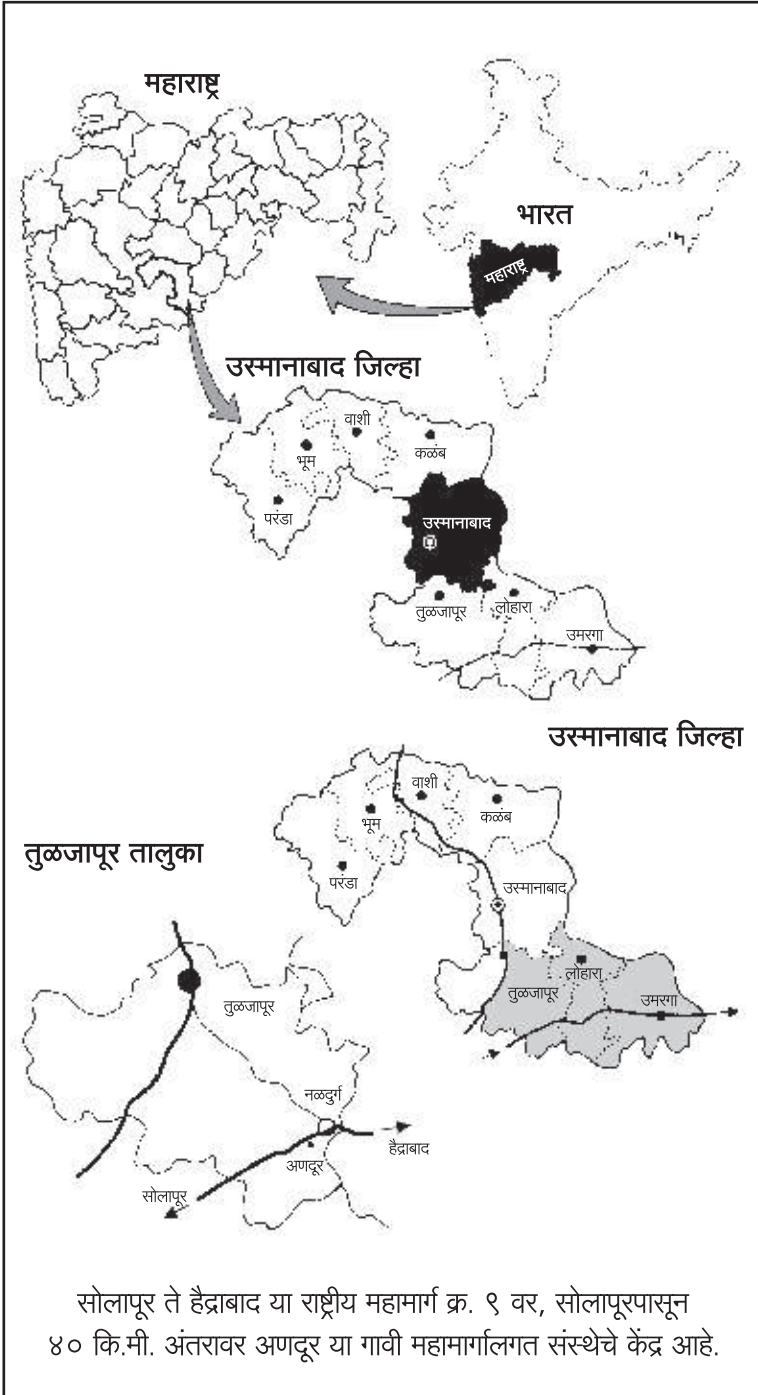 महाराष्ट्र
भारत
महाराष्ट्र
उस्मानाबाद जिल्हा
वाशी
भूम
कळंब
परंडा
उस्मानाबाद
तुळजापूर
लोहारा
उमरगा
उस्मानाबाद जिल्हा
वाशी
भूम
कळंब
परंडा
उस्मानाबाद
लोहारा
तुळजापूर
उमरगा
तुळजापूर तालुका
तुळजापूर
नळदुर्ग
हैद्राबाद
अणदूर
सोलापूर
सोलापूर ते हैद्राबाद या राष्ट्रीय महामार्ग क्र. ९ वर, सोलापूरपासून
४० कि.मी. अंतरावर अणदूर या गावी महामार्गालगत संस्थेचे केंद्र आहे.